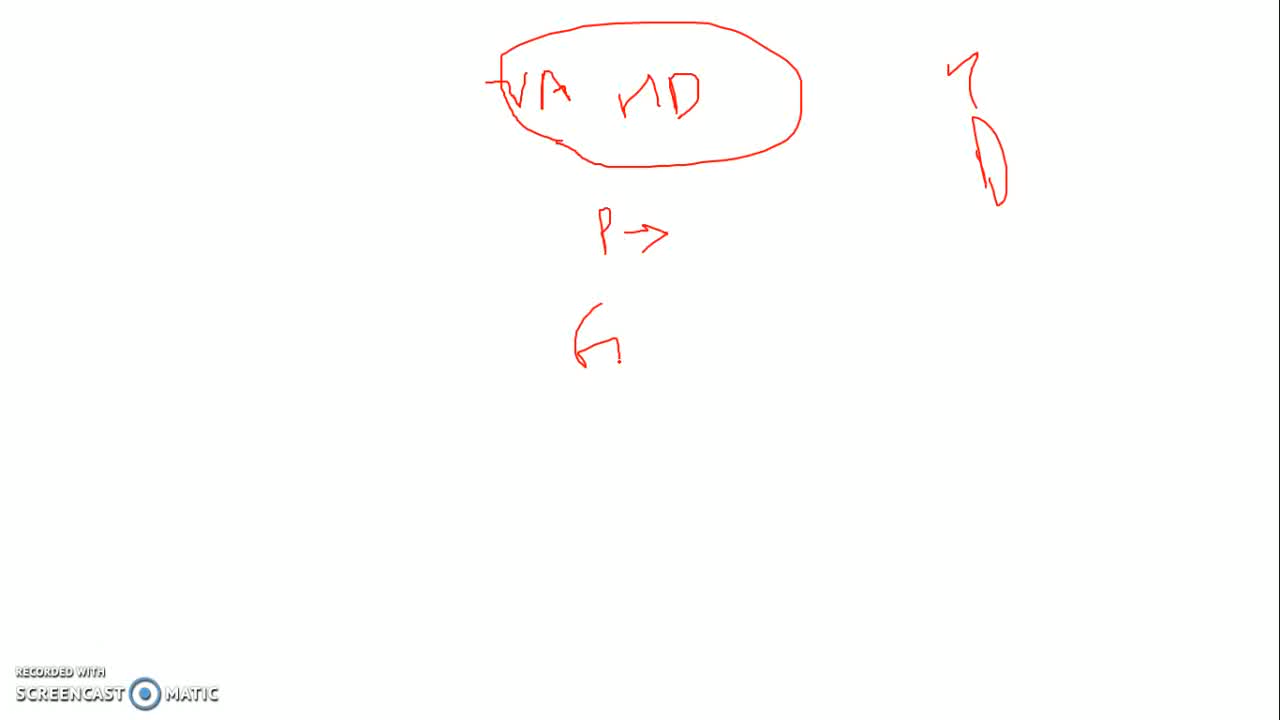 VA MD
D
P →
G
RECORDED WITH
SCREENCAST MATIC